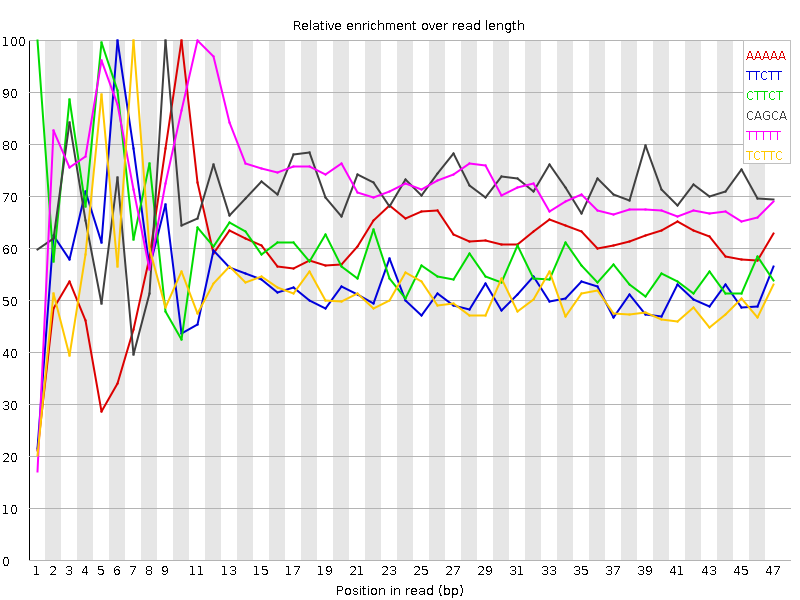 Relative enrichment over read length
100
90
80
70
60
50
40
30
20
10
0
AAAAA
TTCTT
CTTCT
CAGCA
TTTTT
TCTTC
1 2 3 4 5 6 7 8 9 11 13 15 17 19 21 23 25 27 29 31 33 35 37 39 41 43 45 47
Position in read (bp)